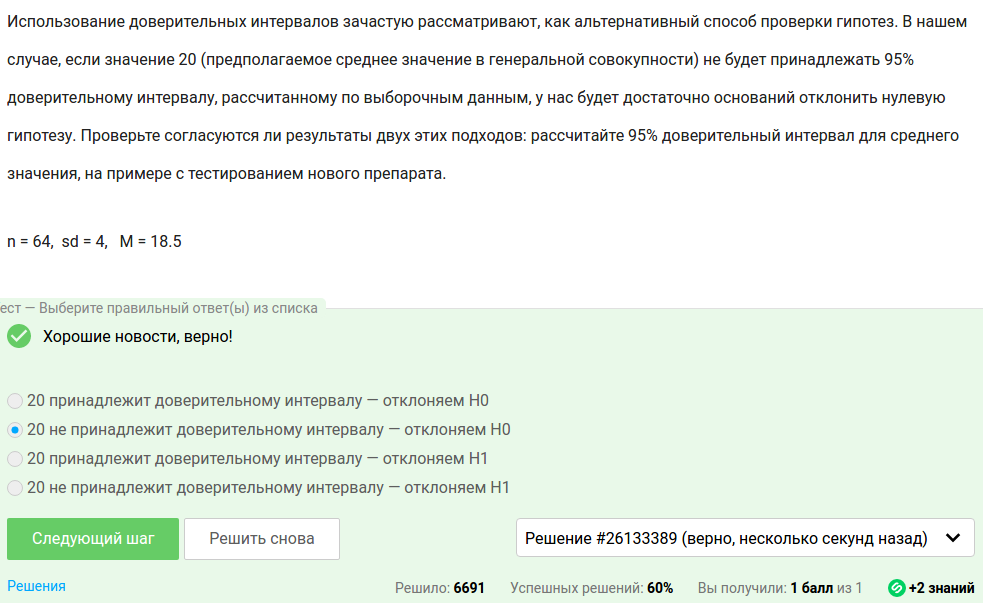 Использование доверительных интервалов зачастую рассматривают, как альтернативный способ проверки гипотез. В нашем
случае, если значение 20 (предполагаемое среднее значение в генеральной совокупности) не будет принадлежать 95%
доверительному интервалу, рассчитанному по выборочным данным, у нас будет достаточно оснований отклонить нулевую
гипотезу. Проверьте согласуются ли результаты двух этих подходов: рассчитайте 95% доверительный интервал для среднего
значения, на примере с тестированием нового препарата.
n = 64, sd = 4, M = 18.5
ест — Выберите правильный ответ(ы) из списка
Хорошие новости, верно!
20 принадлежит доверительному интервалу — отклоняем H0
20 не принадлежит доверительному интервалу — отклоняем H0
20 принадлежит доверительному интервалу — отклоняем H1
20 не принадлежит доверительному интервалу — отклоняем H1
Следующий шаг Решить снова Решение #26133389 (верно, несколько секунд назад)
Решения Решило: 6691 Успешных решений: 60% Вы получили: 1 балл из 1 +2 знаний